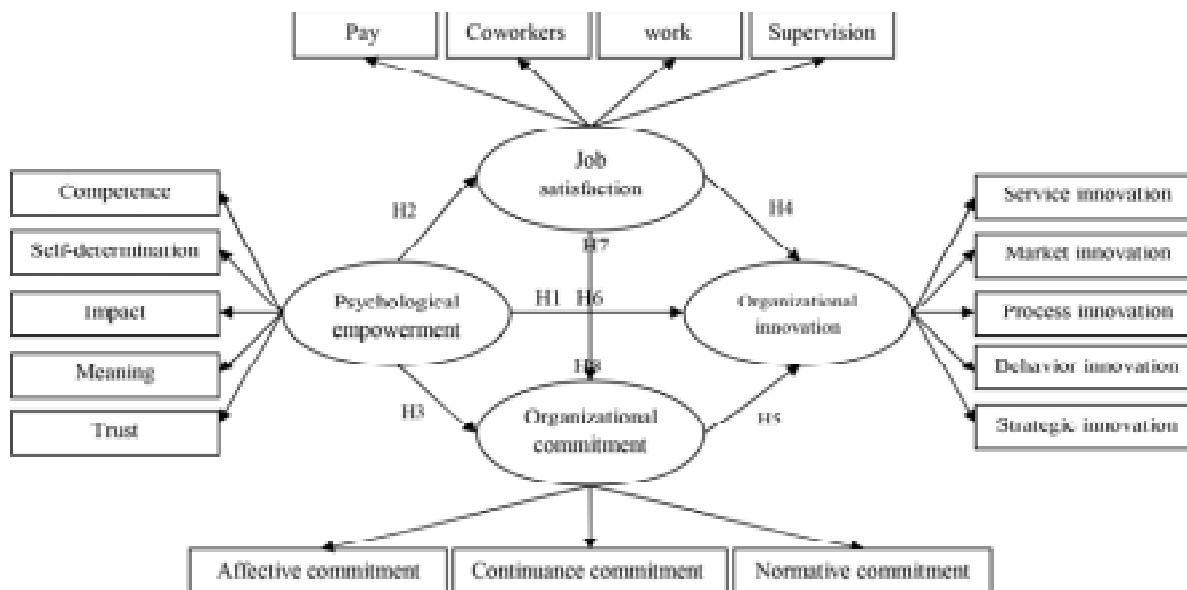 Pay
Coworkers
work
Supervision
Job
satisfaction
Competence
Self-determination
Impact
Meaning
Trust
H2
H4
H7
Psychological
empowerment
H1 H6
Organizational
innovation
Service innovation
Market innovation
Process innovation
Behavior innovation
Strategic innovation
H8
H3
H5
Organizational
commitment
Affective commitment
Continuance commitment
Normative commitment